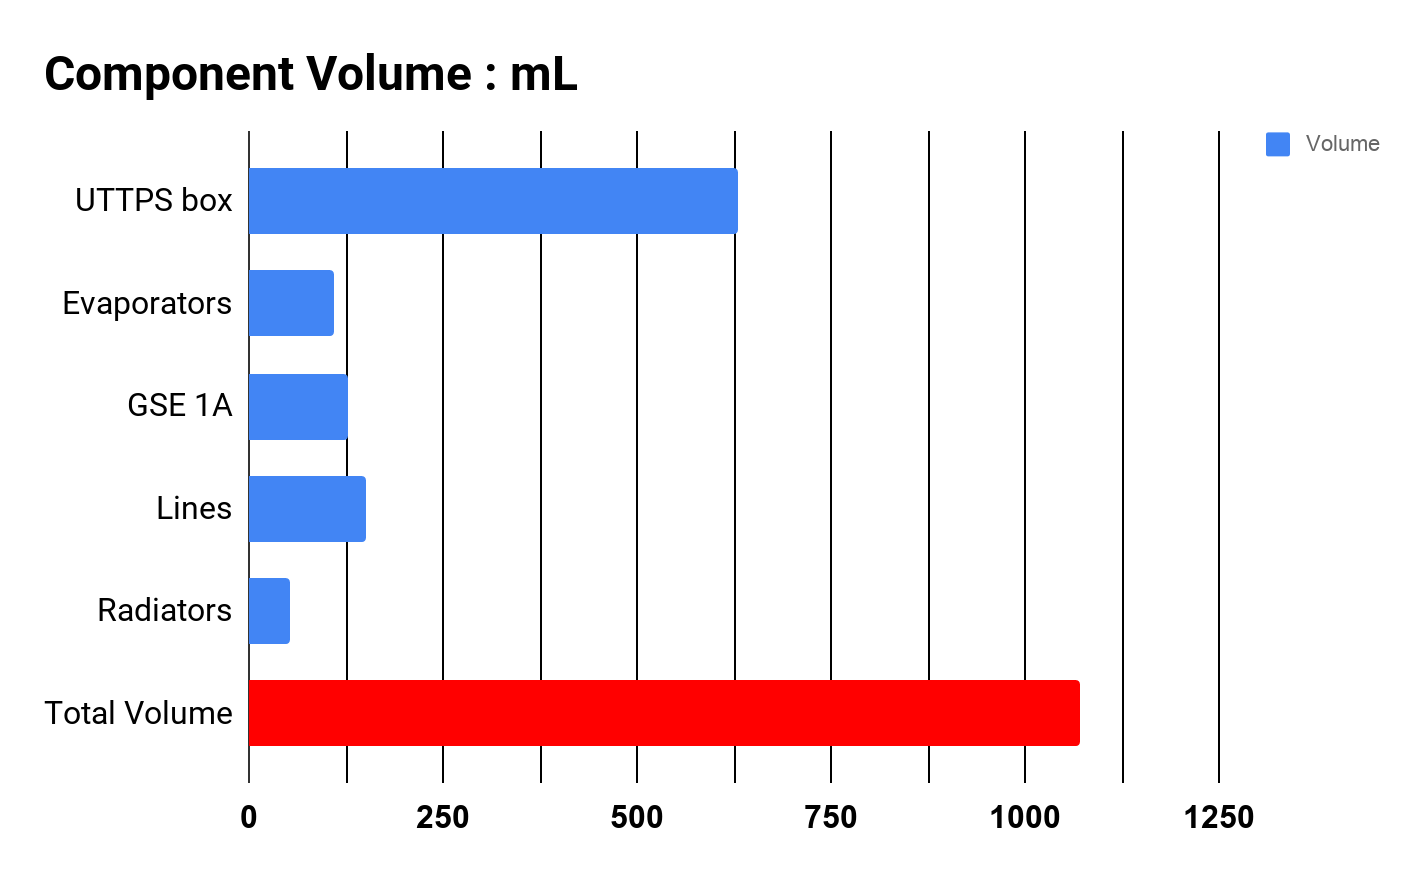 Component Volume : mL
Volume
UTTPS box
Evaporators
GSE 1A
Lines
Radiators
Total Volume
0 250 500 750 1000 1250